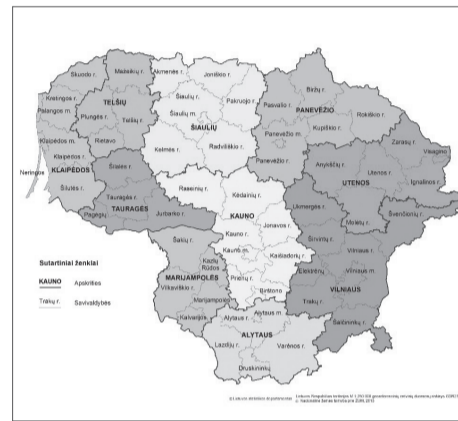 Skuodo r.
Mažeikių r.
Akmenės r.
Joniškio r.
Biržų r.
Kretingos r.
Palangos m.
TELŠIŲ
Šiaulių r.
Pakruojo r.
Pasvalio r.
PANEVĖŽIO
Rokiškio r.
Plungės r.
Telšių r.
Šiaulių m.
ŠIAULIŲ
Panevėžio m.
Kupiškio r.
Klaipėdos m.
Rietavo
Kelmės r.
Radviliškio r.
Panevėžio r.
Zarasų r.
Visagino
Klaipėdos r.
KLAIPĖDOS
Šilalės r.
Anykščių r.
Utenos r.
Ignalinos r.
Neringos
Šilutės r.
Tauragės r.
TAURAGĖS
Raseinių r.
Kėdainių r.
UTENOS
Pagėgių
Jurbarko r.
KAUNO
Jonavos r.
Ukmergės r.
Molėtų r.
Švenčionių r.
Šakių r.
Kauno r.
Kauno m.
Kaišiadorių r.
Širvintų r.
Vilniaus r.
Kazlų
Rūdos
MARIJAMPOLĖS
Prienų r.
Elektrėnų
Vilniaus m.
Vilkaviškio r.
Birštono
VILNIAUS
Marijampolės
Trakų r.
Kalvarijos
Alytaus r.
Alytaus m.
Šalčininkų r.
ALYTAUS
Lazdijų r.
Varėnos r.
Druskininkų
Sutartiniai ženklai
KAUNO Apskrities
Trakų r. Savivaldybės